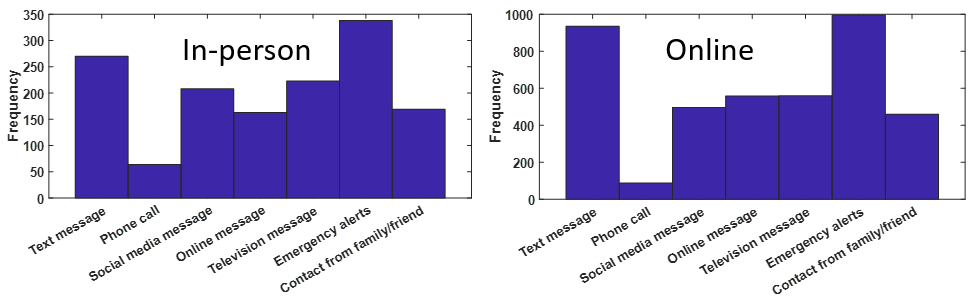 In-person
Frequency
350
300
250
200
150
100
50
0
Text message
Phone call
Social media message
Online message
Television message
Emergency alerts
Contact from family/friend
Online
Frequency
1000
800
600
400
200
0
Text message
Phone call
Social media message
Online message
Television message
Emergency alerts
Contact from family/friend